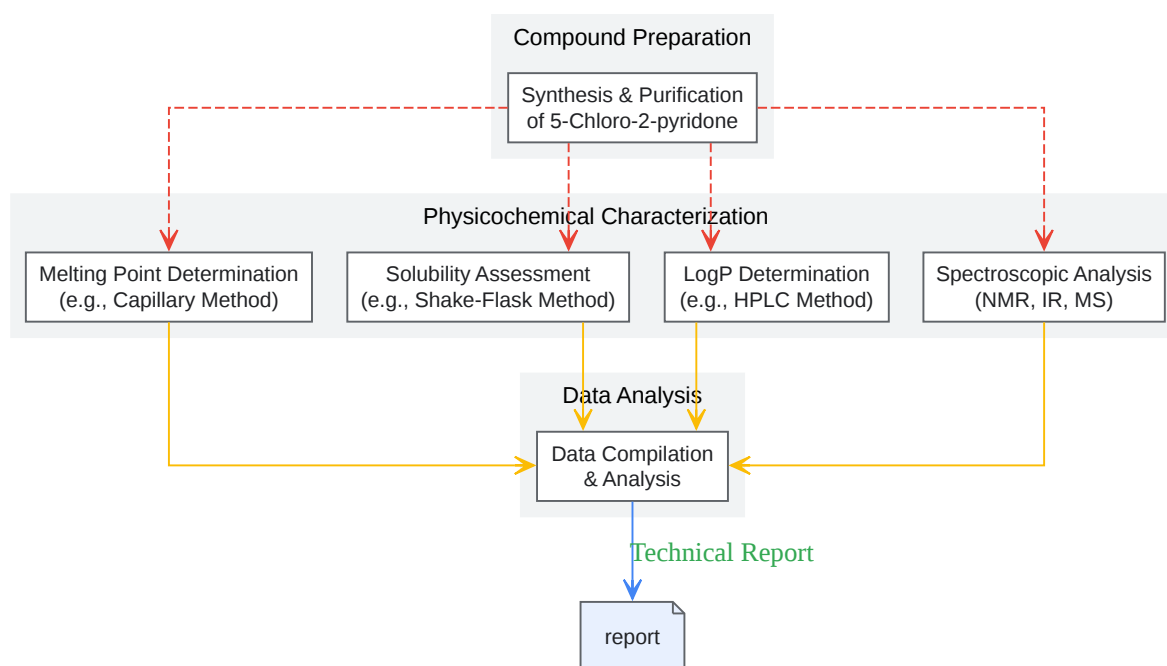 Compound Preparation
Synthesis & Purification
of 5-Chloro-2-pyridone
Physicochemical Characterization
Melting Point Determination
(e.g., Capillary Method)
Solubility Assessment
(e.g., Shake-Flask Method)
LogP Determination
(e.g., HPLC Method)
Spectroscopic Analysis
(NMR, IR, MS)
Data Analysis
Data Compilation
& Analysis
Technical Report
report